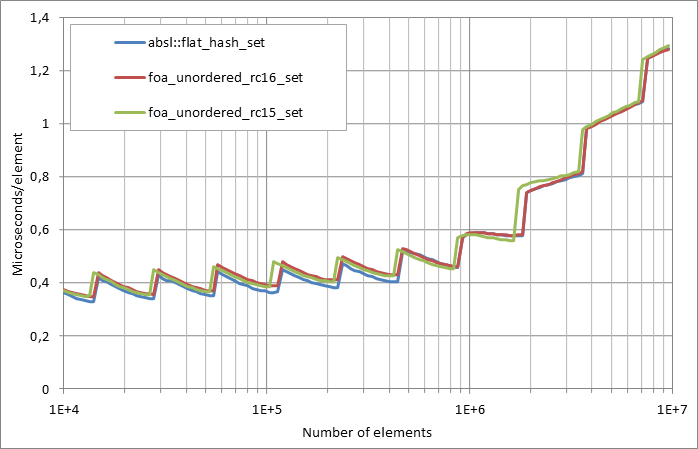 1,4
1,2
1
0,8
0,6
0,4
0,2
0
Microseconds/element
absl::flat_hash_set
foa_unordered_rc16_set
foa_unordered_rc15_set
1E+4 1E+5 1E+6 1E+7
Number of elements